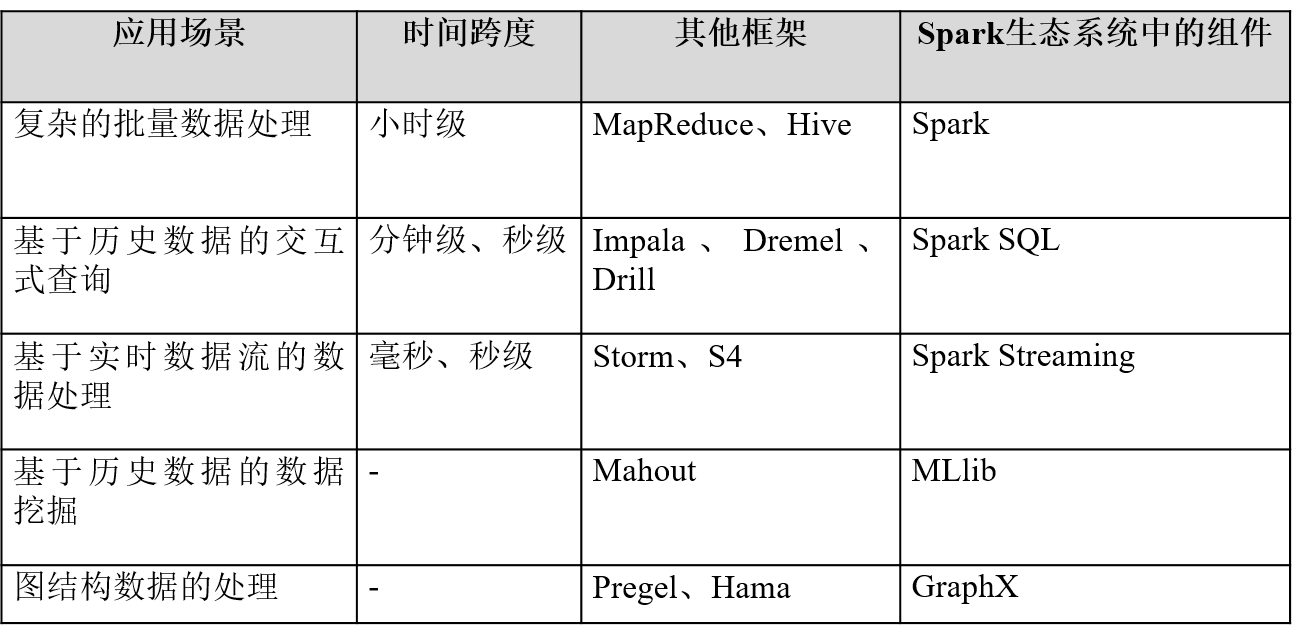 应用场景 时间跨度 其他框架 Spark生态系统中的组件
复杂的批量数据处理 小时级 MapReduce、Hive Spark
基于历史数据的交互 分钟级、秒级 Impala 、 Dremel 、 Spark SQL
式查询 Drill
基于实时数据流的数 毫秒、秒级 Storm、S4 Spark Streaming
据处理
基于历史数据的数据 - Mahout MLlib
挖掘
图结构数据的处理 - Pregel、Hama GraphX